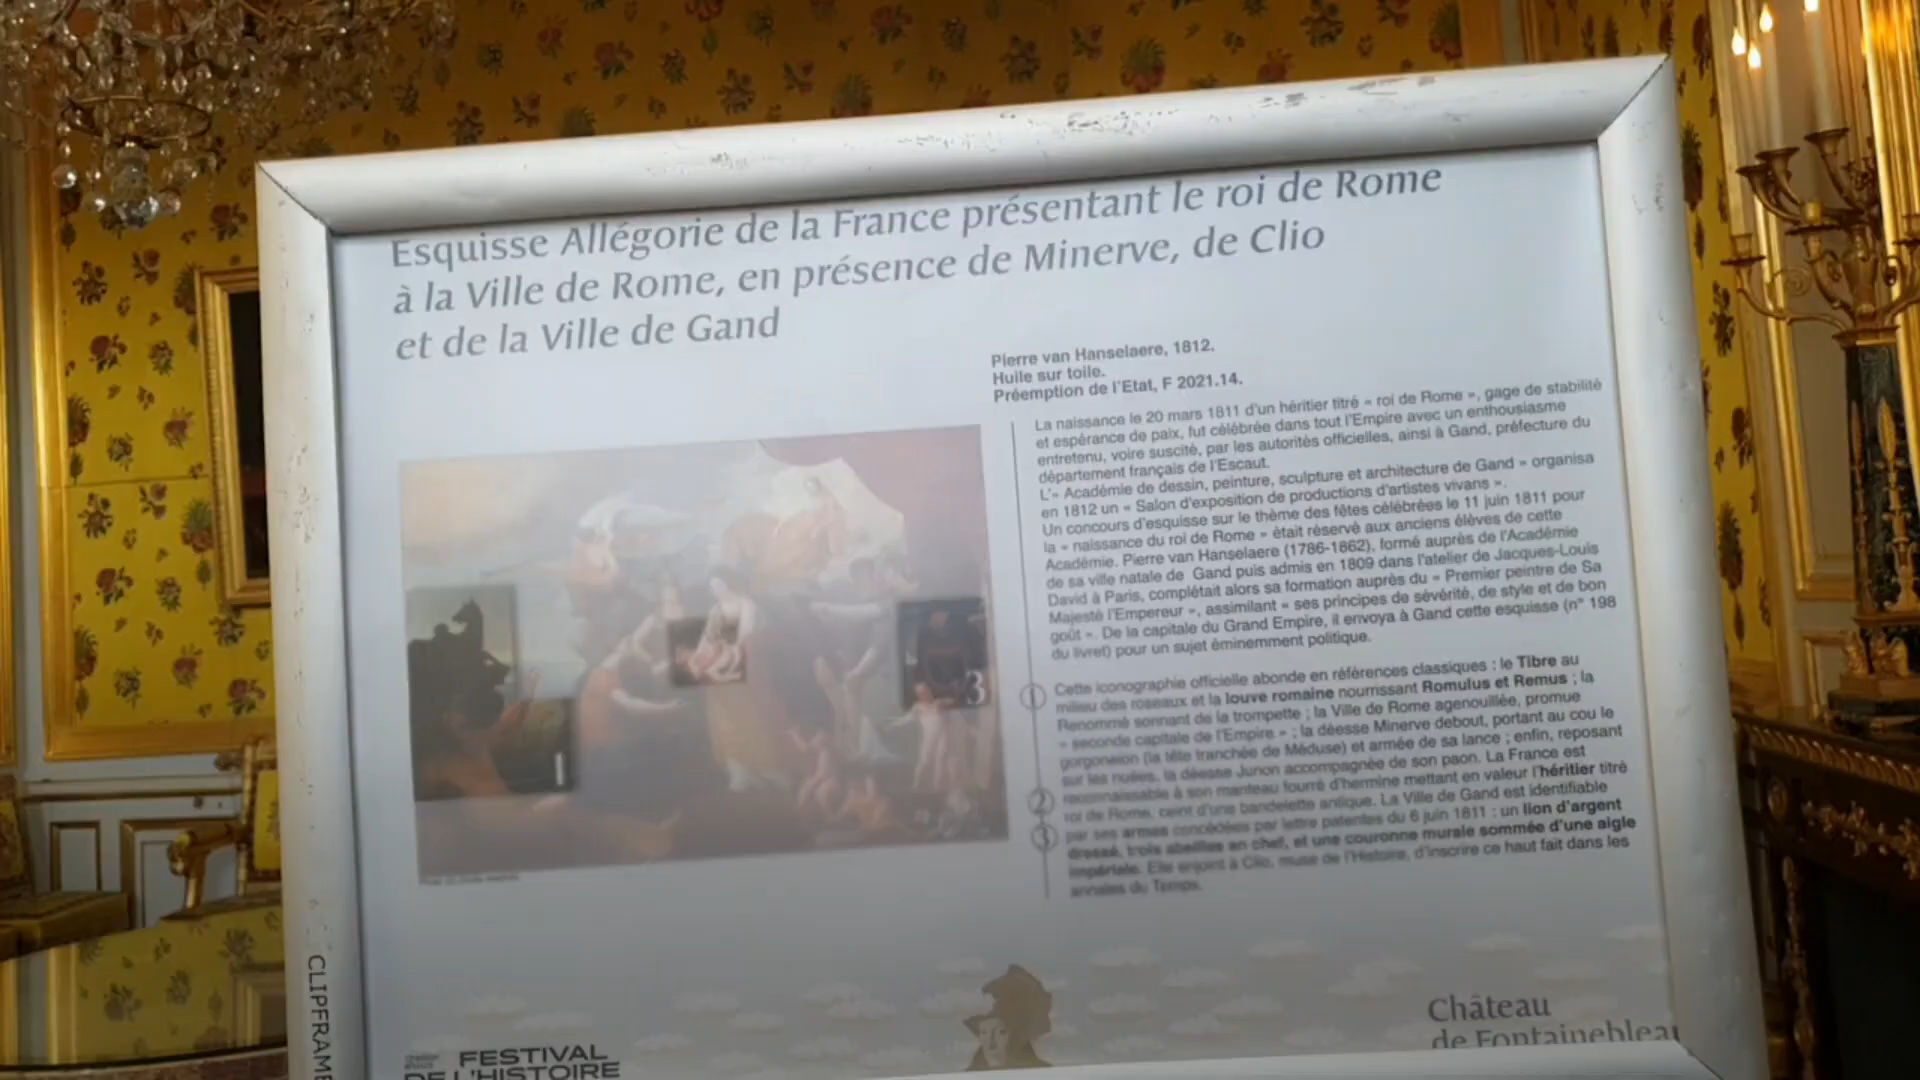 Esquisse Allégorie de la France présentant le roi de Rome
à la Ville de Rome, en présence de Minerve, de Clio
et de la Ville de Gand
Pierre van Hanselaere, 1812.
Huile sur toile.
Préemption de l'Etat, F 2021.14.
La naissance le 20 mars 1811 d'un héritier titré « roi de Rome », gage de stabilité
et espérance de paix, fut célébrée dans tout l'Empire avec un enthousiasme
entretenu, voire suscité, par les autorités officielles, ainsi à Gand, préfecture du
département français de l'Escaut.
L'« Académie de dessin, peinture, sculpture et architecture de Gand » organisa
en 1812 un « Salon d'exposition de productions d'artistes vivans ».
Un concours d'esquisse sur le thème des fêtes célébrées le 11 juin 1811 pour
la « naissance du roi de Rome » était réservé aux anciens élèves de cette
Académie. Pierre van Hanselaere (1786-1862), formé auprès de l'Académie
de sa ville natale de Gand puis admis en 1809 dans l'atelier de Jacques-Louis
David à Paris, complétait alors sa formation auprès du « Premier peintre de Sa
Majesté l'Empereur », assimilant « ses principes de sévérité, de style et de bon
goût ». De la capitale du Grand Empire, il envoya à Gand cette esquisse (n° 198
du livret) pour un sujet éminemment politique.
1 Cette iconographie officielle abonde en références classiques : le Tibre au
milieu des roseaux et la louve romaine nourrissant Romulus et Remus ; la
Renommé sonnant de la trompette ; la Ville de Rome agenouillée, promue
« seconde capitale de l'Empire » ; la déesse Minerve debout, portant au cou le
gorgoneion (la tête tranchée de Méduse) et armée de sa lance ; enfin, reposant
sur les nuées, la déesse Junon accompagnée de son paon. La France est
2 reconnaissable à son manteau fourré d'hermine mettant en valeur l'héritier titré
roi de Rome, ceint d'une bandelette antique. La Ville de Gand est identifiable
3 par ses armes concédées par lettre patentes du 6 juin 1811 : un lion d'argent
dressé, trois abeilles en chef, et une couronne murale sommée d'une aigle
impériale. Elle enjoint à Clio, muse de l'Histoire, d'inscrire ce haut fait dans les
annales du Temps.
1
2
3
CLIPFRAME
FESTIVAL
DE L'HISTOIRE
Château
de Fontainebleau